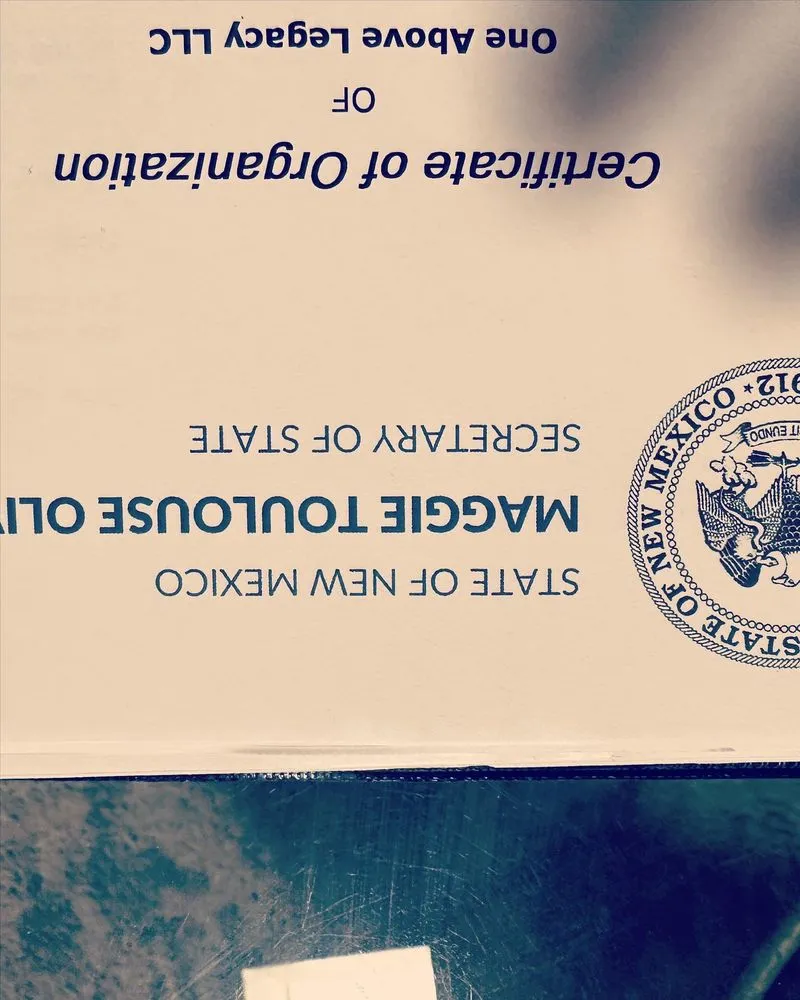 STATE OF NEW MEXICO
MAGGIE TOULOUSE
SECRETARY OF STATE
STATE OF NEW MEXICO ★
Certificate of Organization
OF
One Above Legacy LLC